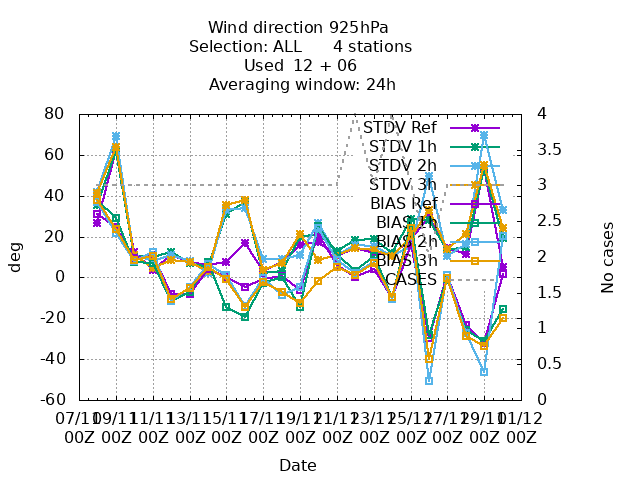 Wind direction 925hPa
Selection: ALL      4 stations
Used  12 + 06
Averaging window: 24h
80
60
40
20
0
-20
-40
-60
4
3.5
3
2.5
2
1.5
1
0.5
0
deg
No cases
STDV Ref
STDV 1h
STDV 2h
STDV 3h
BIAS Ref
BIAS 1h
BIAS 2h
BIAS 3h
CASES
07/11 09/11 11/11 13/11 15/11 17/11 19/11 21/11 23/11 25/11 27/11 29/11 01/12
00Z 00Z 00Z 00Z 00Z 00Z 00Z 00Z 00Z 00Z 00Z 00Z 00Z
Date